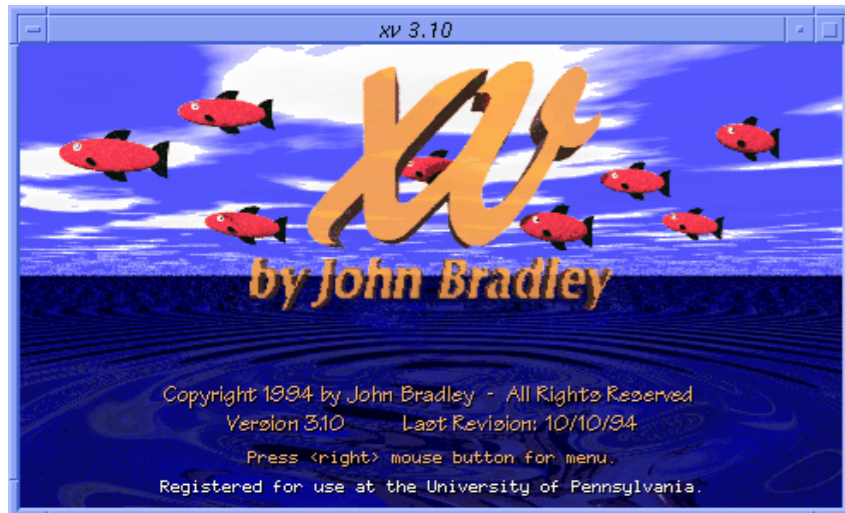 xv 3.10
xv
by John Bradley
Copyright 1994 by John Bradley - All Rights Reserved
Version 3.10 Last Revision: 10/10/94
Press <right> mouse button for menu.
Registered for use at the University of Pennsylvania.